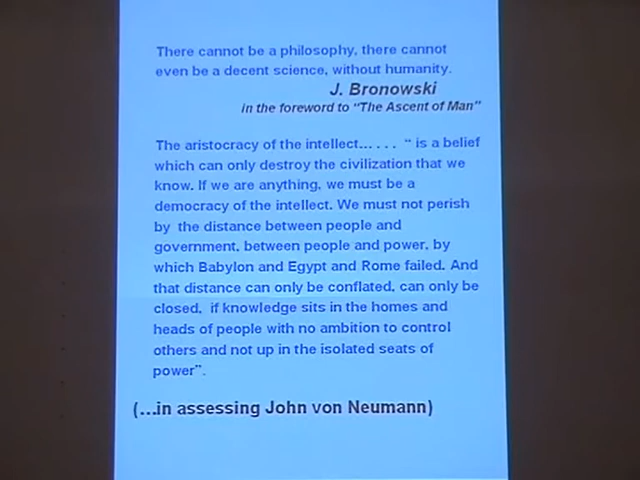 There cannot be a philosophy, there cannot
even be a decent science, without humanity.
J. Bronowski
in the foreword to "The Ascent of Man"
The aristocracy of the intellect...... " is a belief
which can only destroy the civilization that we
know. If we are anything, we must be a
democracy of the intellect. We must not perish
by the distance between people and
government, between people and power, by
which Babylon and Egypt and Rome failed. And
that distance can only be conflated, can only be
closed, if knowledge sits in the homes and
heads of people with no ambition to control
others and not up in the isolated seats of
power".
(...in assessing John von Neumann)